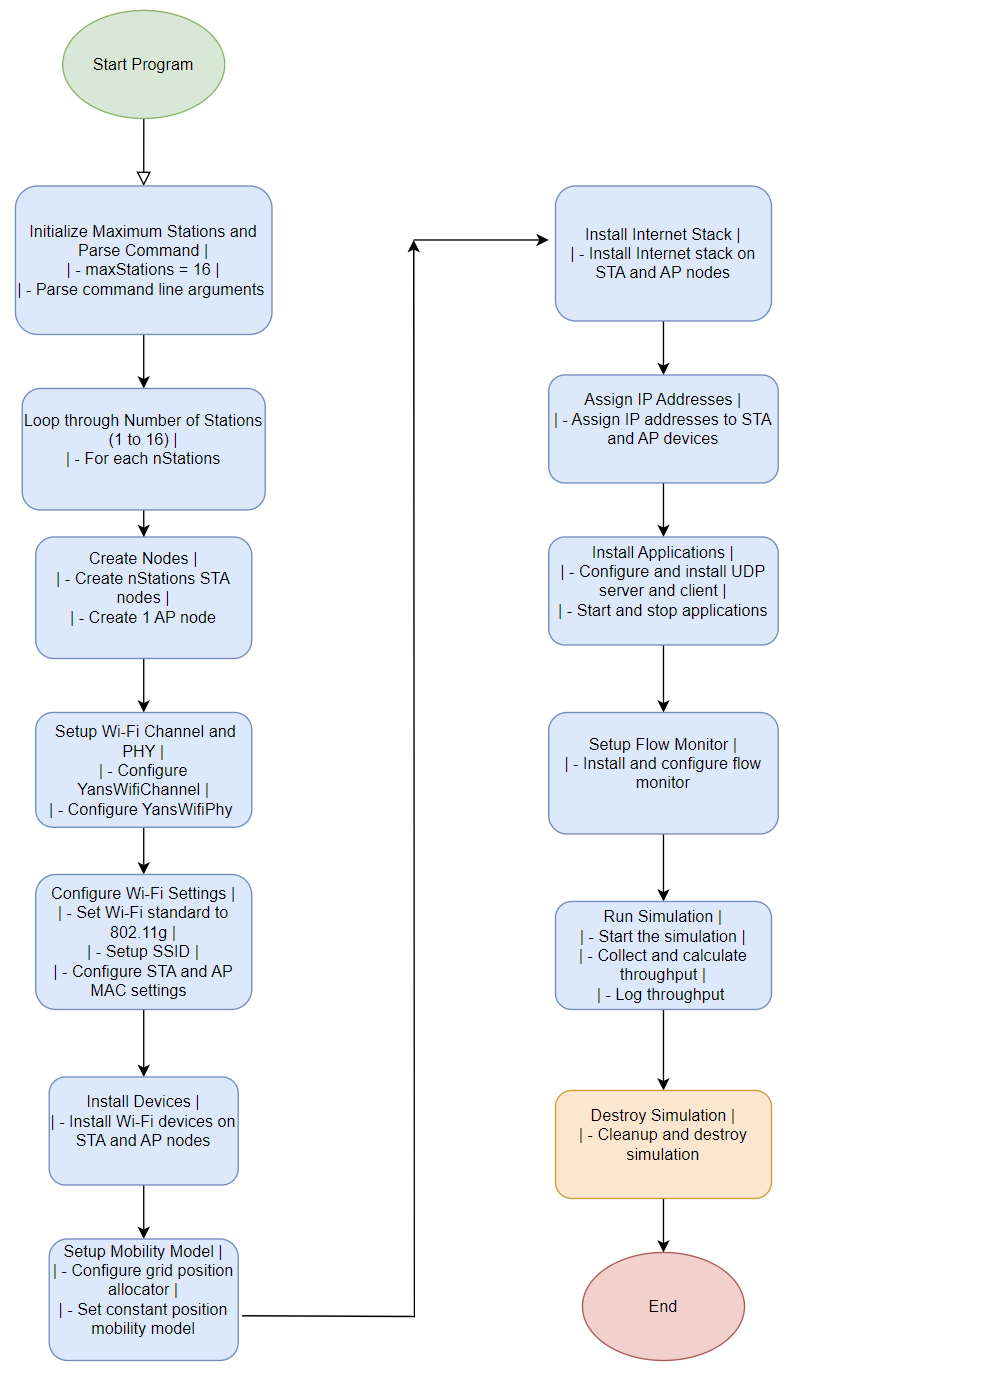 Start Program
Initialize Maximum Stations and
Parse Command |
| - maxStations = 16 |
| - Parse command line arguments
Loop through Number of Stations
(1 to 16) |
| - For each nStations
Create Nodes |
| - Create nStations STA
nodes |
| - Create 1 AP node
Setup Wi-Fi Channel and
PHY |
| - Configure
YansWifiChannel |
| - Configure YansWifiPhy
Configure Wi-Fi Settings |
| - Set Wi-Fi standard to
802.11g |
| - Setup SSID |
| - Configure STA and AP
MAC settings
Install Devices |
| - Install Wi-Fi devices on
STA and AP nodes
Setup Mobility Model |
| - Configure grid position
allocator |
| - Set constant position
mobility model
Install Internet Stack |
| - Install Internet stack on
STA and AP nodes
Assign IP Addresses |
| - Assign IP addresses to STA
and AP devices
Install Applications |
| - Configure and install UDP
server and client |
| - Start and stop applications
Setup Flow Monitor |
| - Install and configure flow
monitor
Run Simulation |
| - Start the simulation |
| - Collect and calculate
throughput |
| - Log throughput
Destroy Simulation |
| - Cleanup and destroy
simulation
End